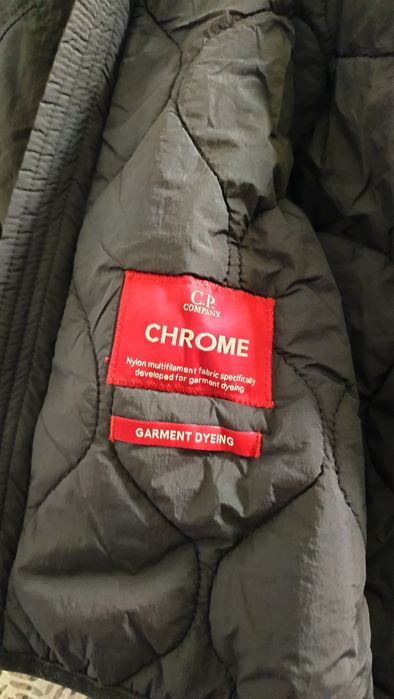 C.P.
COMPANY
CHROME
Nylon multifilament fabric specifically
developed for garment dyeing
GARMENT DYEING